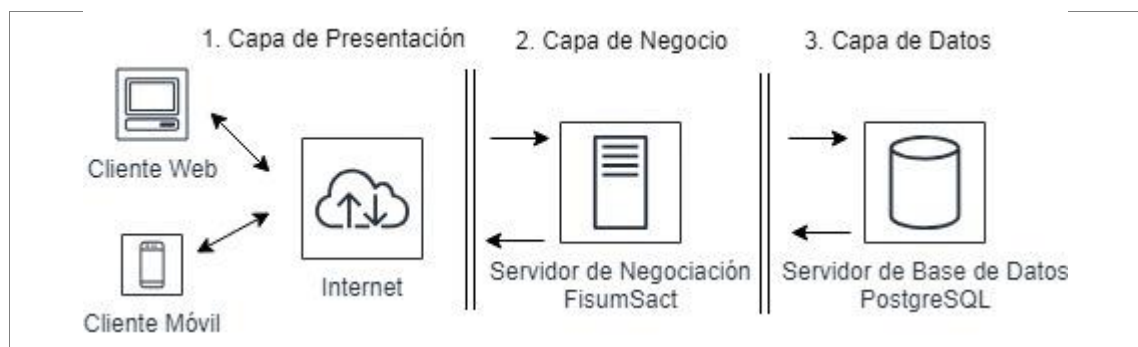 1. Capa de Presentación
2. Capa de Negocio
3. Capa de Datos
Cliente Web
Cliente Móvil
Internet
Servidor de Negociación
FisumSact
Servidor de Base de Datos
PostgreSQL